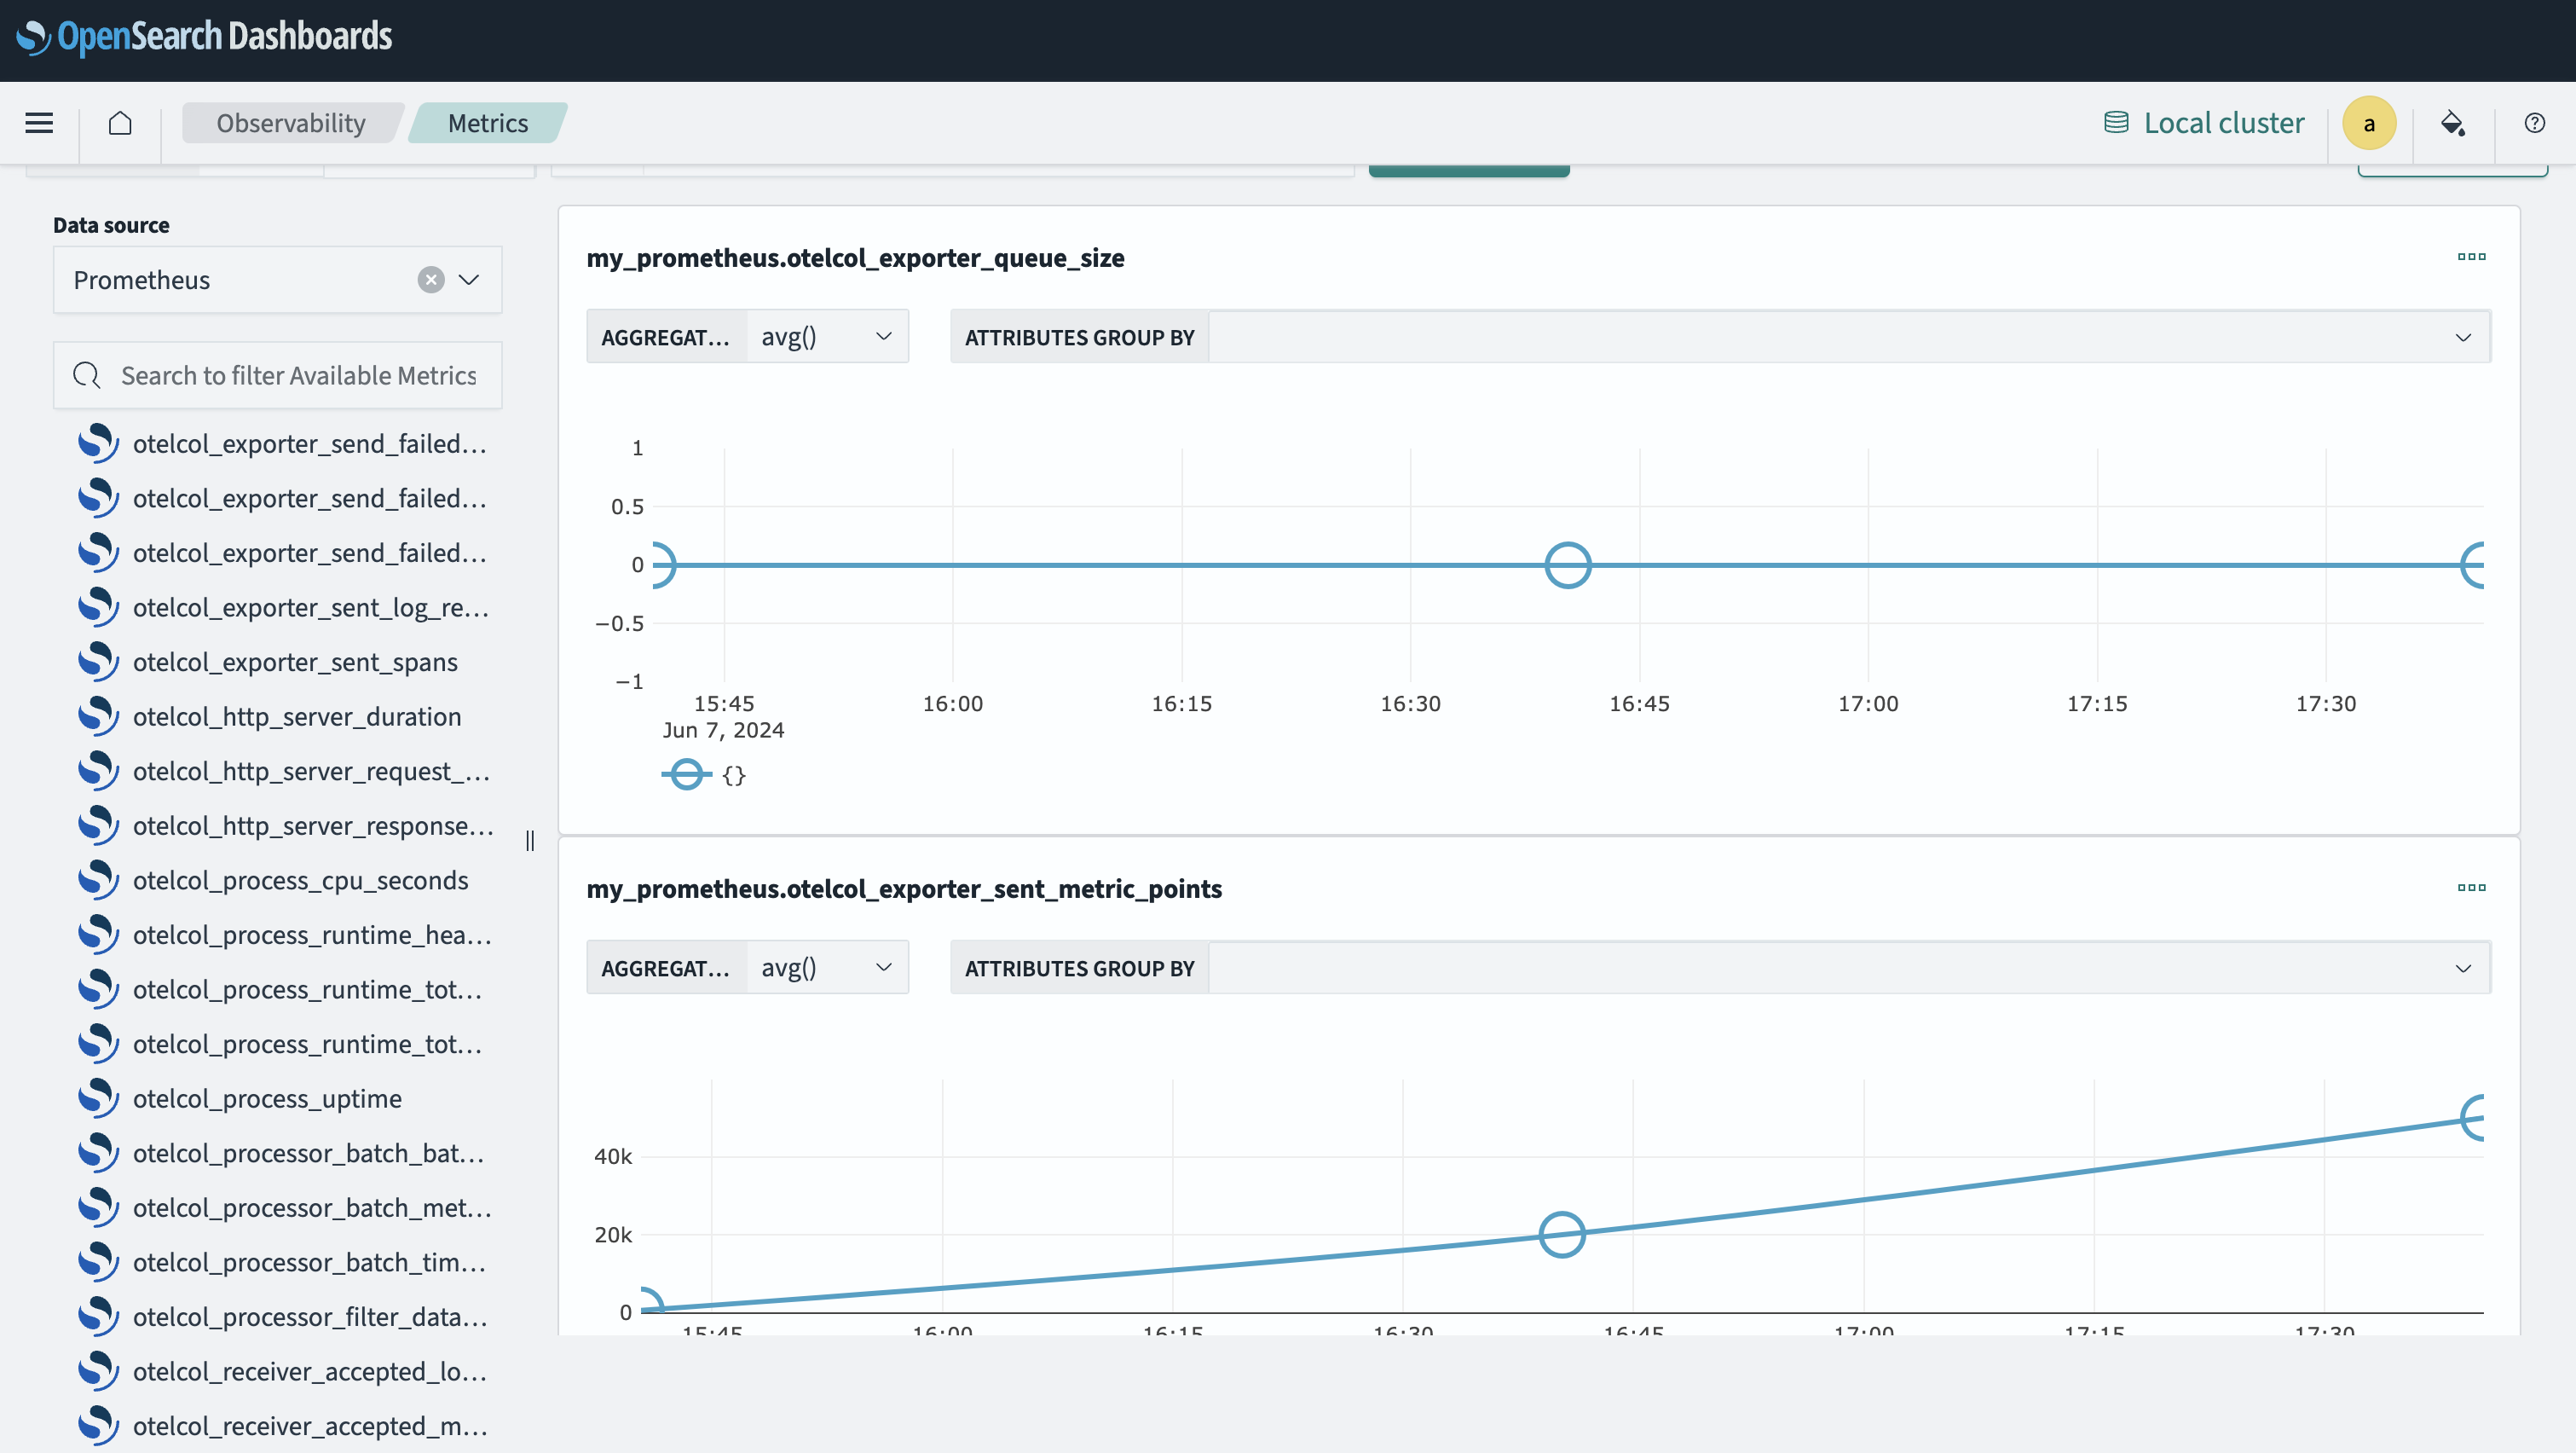 OpenSearch Dashboards
Observability
Metrics
Local cluster
a
Data source
Prometheus
Search to filter Available Metrics
otelcol_exporter_send_failed…
otelcol_exporter_send_failed…
otelcol_exporter_send_failed…
otelcol_exporter_sent_log_re…
otelcol_exporter_sent_spans
otelcol_http_server_duration
otelcol_http_server_request_…
otelcol_http_server_response…
otelcol_process_cpu_seconds
otelcol_process_runtime_hea…
otelcol_process_runtime_tot…
otelcol_process_runtime_tot…
otelcol_process_uptime
otelcol_processor_batch_bat…
otelcol_processor_batch_met…
otelcol_processor_batch_tim…
otelcol_processor_filter_data…
otelcol_receiver_accepted_lo…
otelcol_receiver_accepted_m…
my_prometheus.otelcol_exporter_queue_size
AGGREGAT… avg() ATTRIBUTES GROUP BY
1
0.5
0
−0.5
−1
15:45 16:00 16:15 16:30 16:45 17:00 17:15 17:30
Jun 7, 2024
{}
my_prometheus.otelcol_exporter_sent_metric_points
AGGREGAT… avg() ATTRIBUTES GROUP BY
40k
20k
0
15:45 16:00 16:15 16:30 16:45 17:00 17:15 17:30